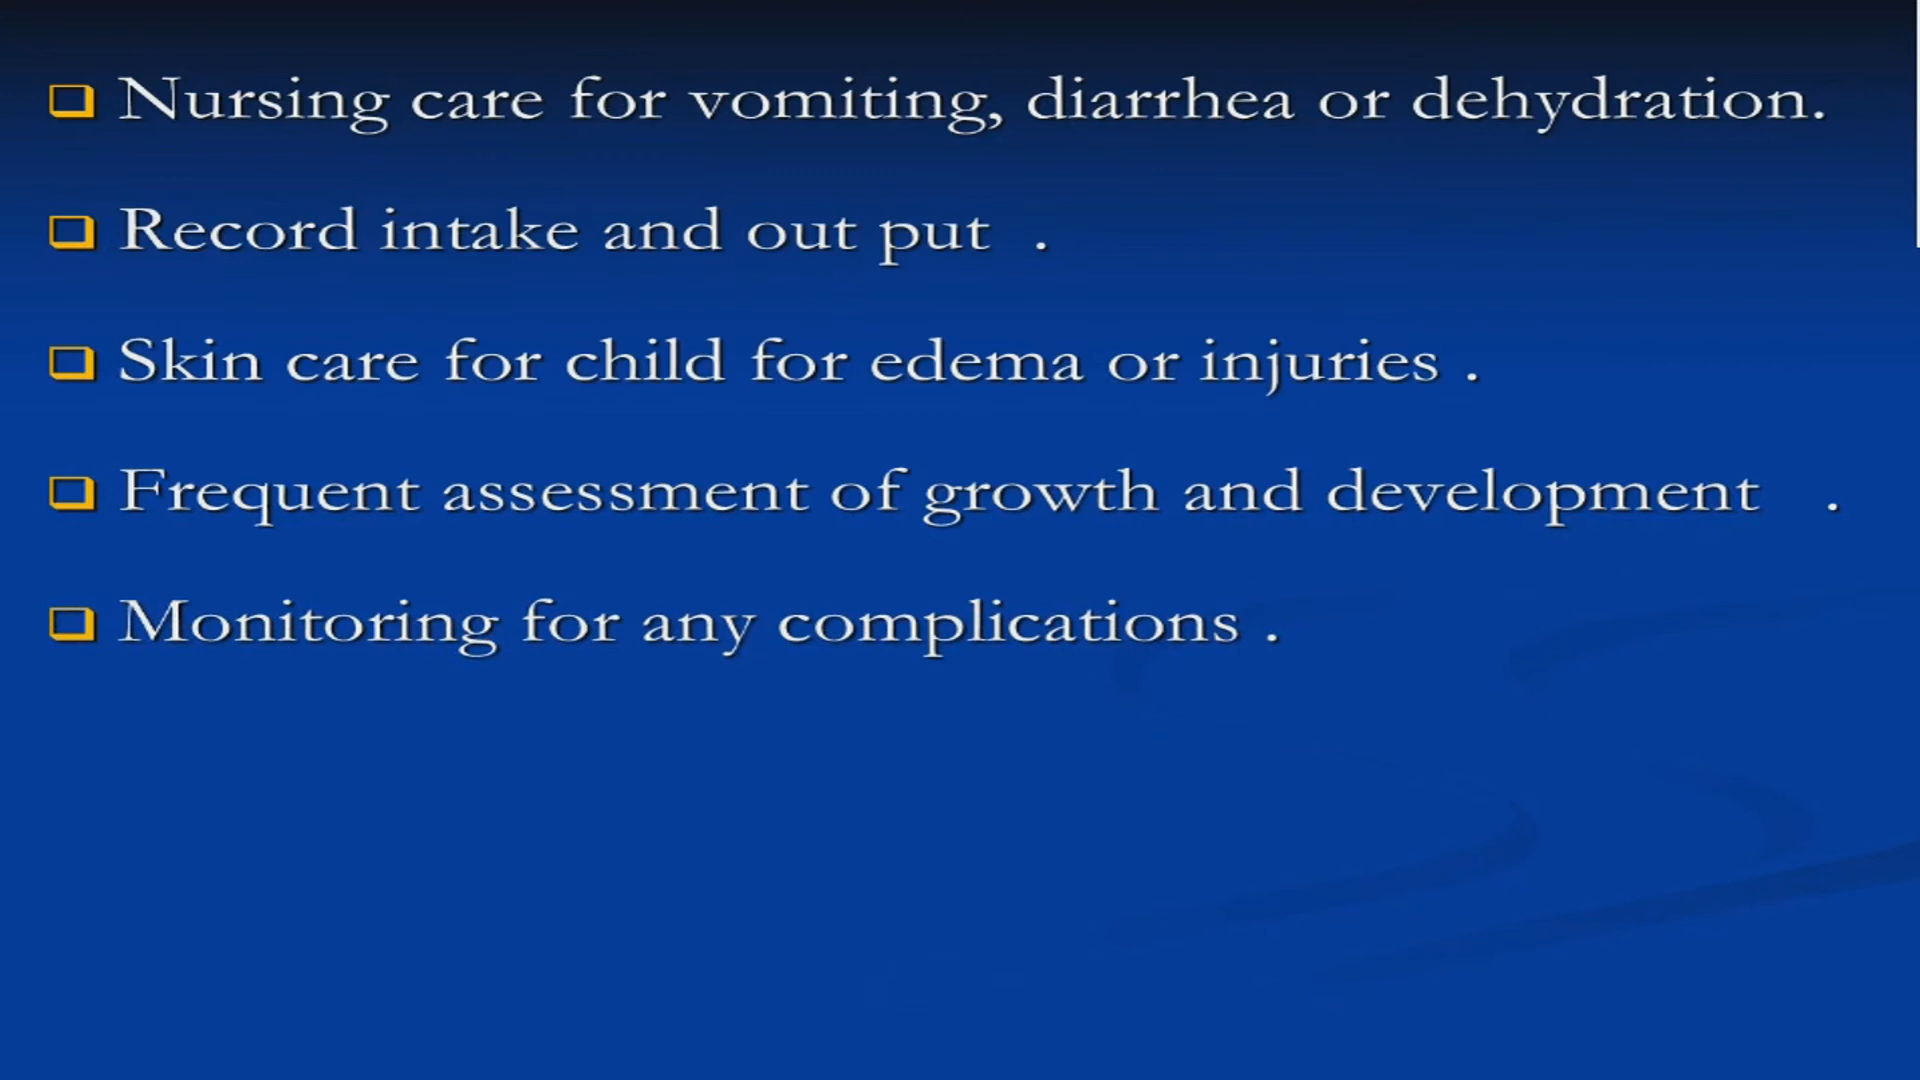 ❑ Nursing care for vomiting, diarrhea or dehydration.
❑ Record intake and out put .
❑ Skin care for child for edema or injuries .
❑ Frequent assessment of growth and development .
❑ Monitoring for any complications .